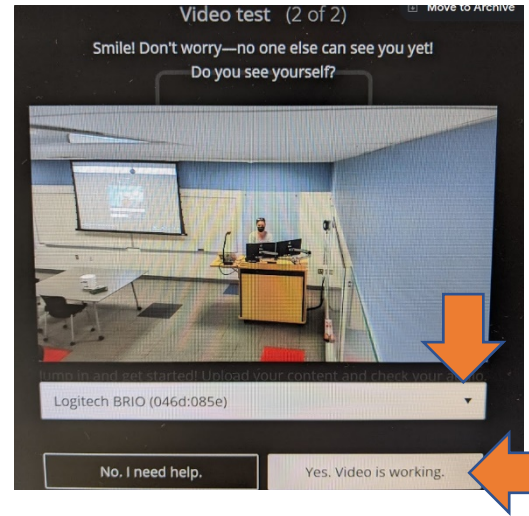 Move to Archive
Video test (2 of 2)
Smile! Don't worry—no one else can see you yet!
Do you see yourself?
Jump in and get started! Upload your content and check your
Logitech BRIO (046d:085e)
No. I need help.
Yes. Video is working.